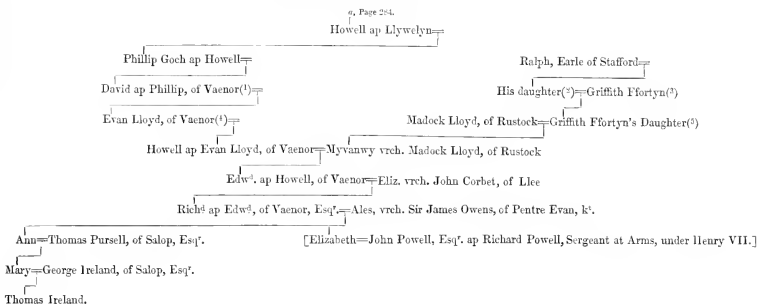 a, Page 284.
Howell ap Llywelyn
Phillip Goch ap Howell Ralph, Earle of Stafford
David ap Phillip, of Vaenor(¹) His daughter(²)=Griffith Ffortyn(³)
Evan Lloyd, of Vaenor(⁴) Madock Lloyd, of Rustock=Griffith Ffortyn's Daughter(⁵)
Howell ap Evan Lloyd, of Vaenor=Myvanwy vrch. Madock Lloyd, of Rustock
Edwᵈ. ap Howell, of Vaenor=Eliz. vrch. John Corbet, of Llee
Richᵈ ap Edwᵈ, of Vaenor, Esqʳ.=Ales, vrch. Sir James Owens, of Pentre Evan, kᵗ.
Ann=Thomas Pursell, of Salop, Esqʳ. [Elizabeth=John Powell, Esqʳ. ap Richard Powell, Sergeant at Arms, under Henry VII.]
Mary=George Ireland, of Salop, Esqʳ.
Thomas Ireland.